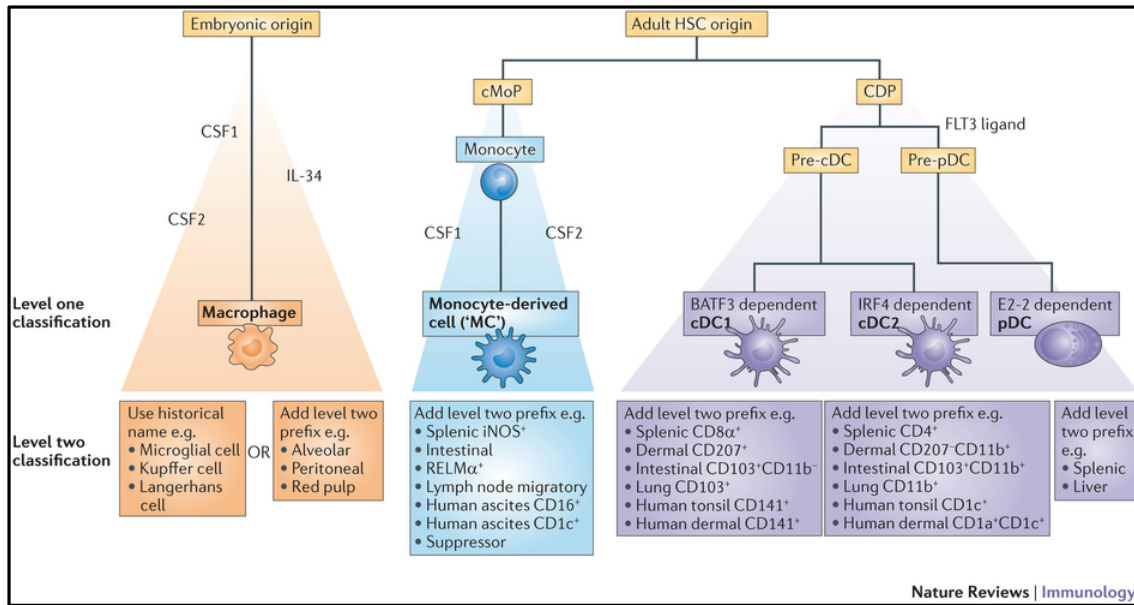 Embryonic origin
Adult HSC origin
cMoP
CDP
CSF1
FLT3 ligand
Monocyte
Pre-cDC
Pre-pDC
IL-34
CSF2
CSF1
CSF2
Level one
classification
Macrophage
Monocyte-derived
cell (‘MC’)
BATF3 dependent
cDC1
IRF4 dependent
cDC2
E2-2 dependent
pDC
Level two
classification
Use historical
name e.g.
• Microglial cell
• Kupffer cell
• Langerhans
cell
OR
Add level two
prefix e.g.
• Alveolar
• Peritoneal
• Red pulp
Add level two prefix e.g.
• Splenic iNOS⁺
• Intestinal
• RELMα⁺
• Lymph node migratory
• Human ascites CD16⁺
• Human ascites CD1c⁺
• Suppressor
Add level two prefix e.g.
• Splenic CD8α⁺
• Dermal CD207⁺
• Intestinal CD103⁺CD11b⁻
• Lung CD103⁺
• Human tonsil CD141⁺
• Human dermal CD141⁺
Add level two prefix e.g.
• Splenic CD4⁺
• Dermal CD207⁻CD11b⁺
• Intestinal CD103⁺CD11b⁺
• Lung CD11b⁺
• Human tonsil CD1c⁺
• Human dermal CD1a⁺CD1c⁺
Add level
two prefix
e.g.
• Splenic
• Liver
Nature Reviews | Immunology